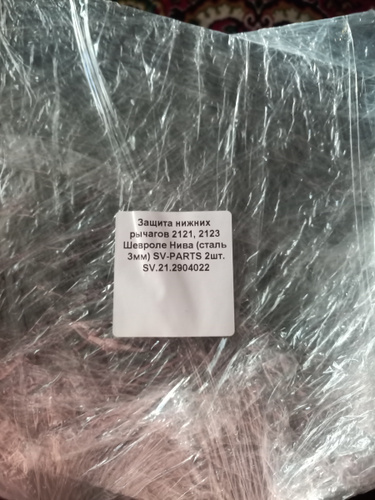 Защита нижних
рычагов 2121, 2123
Шевроле Нива (сталь
3мм) SV-PARTS 2шт.
SV.21.2904022